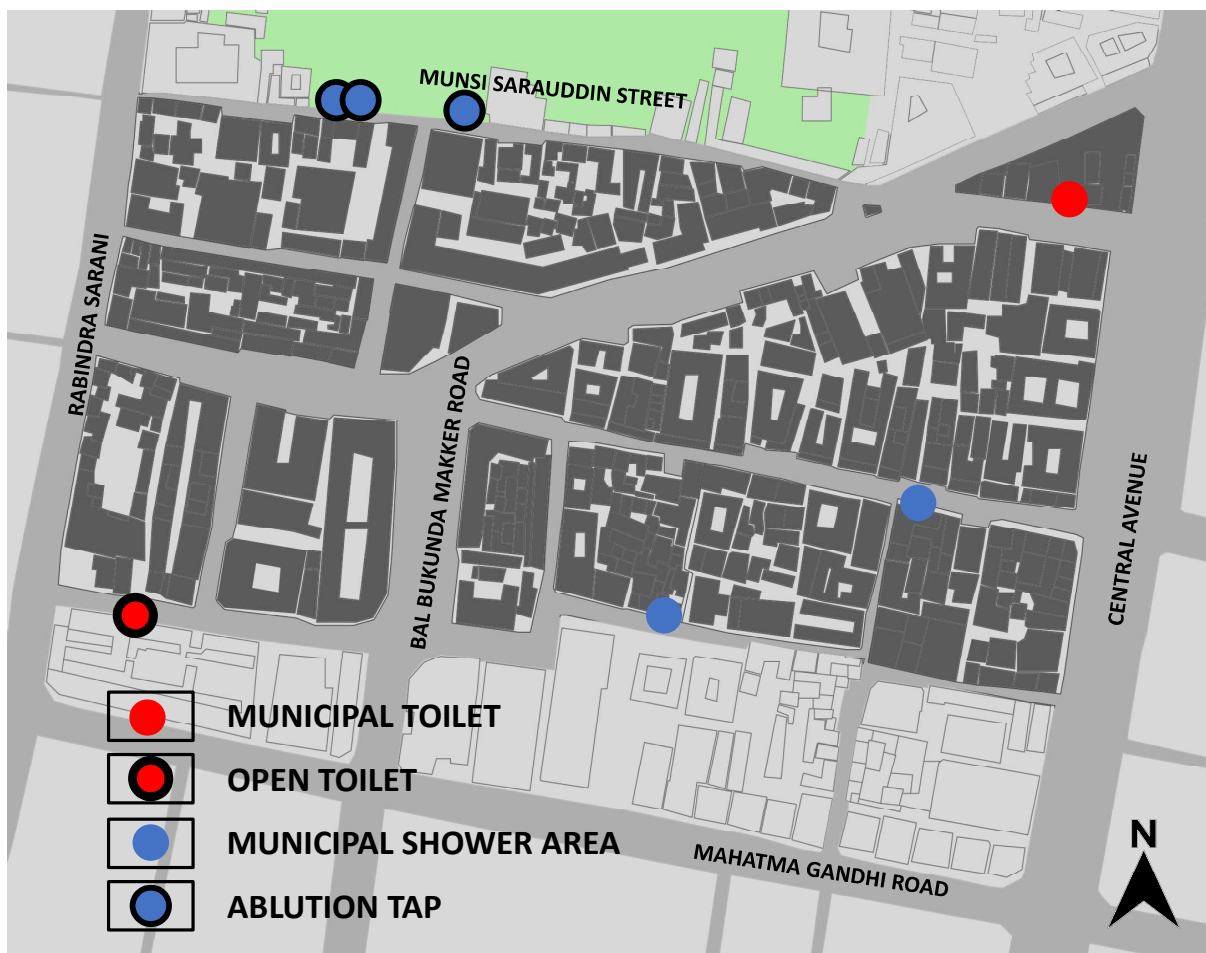 MUNSI SARAUDDIN STREET
RABINDRA SARANI
BAL BUKUNDA MAKKER ROAD
CENTRAL AVENUE
MUNICIPAL TOILET
OPEN TOILET
MUNICIPAL SHOWER AREA
ABLUTION TAP
MAHATMA GANDHI ROAD
N